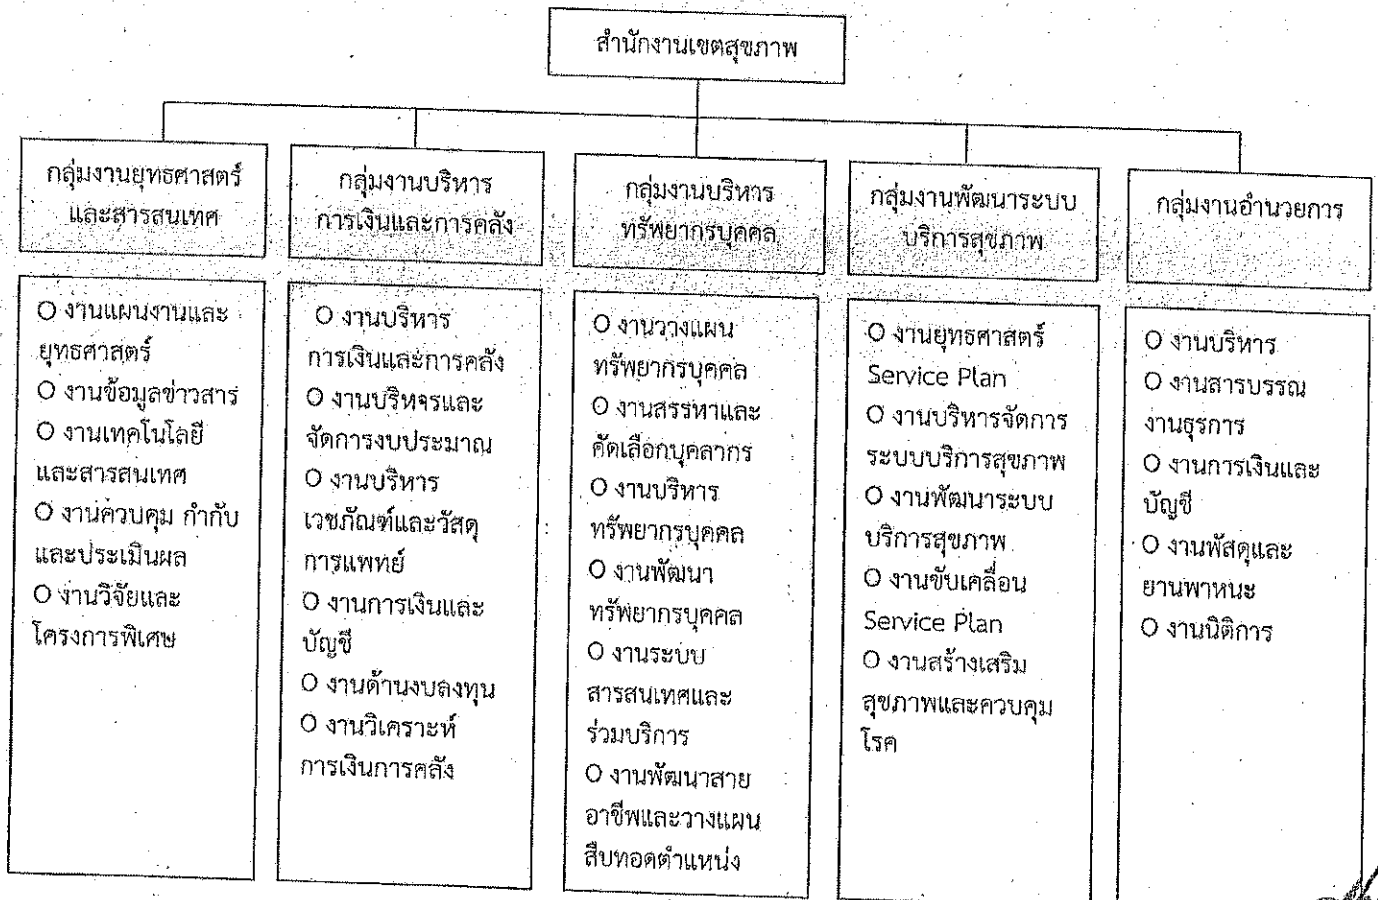 สำนักงานเขตสุขภาพ
กลุ่มงานยุทธศาสตร์
และสารสนเทศ
O งานแผนงานและ
ยุทธศาสตร์
O งานข้อมูลข่าวสาร
O งานเทคโนโลยี
และสารสนเทศ
O งานควบคุม กำกับ
และประเมินผล
O งานวิจัยและ
โครงการพิเศษ
กลุ่มงานบริหาร
การเงินและการคลัง
O งานบริหาร
การเงินและการคลัง
O งานบริหารและ
จัดการงบประมาณ
O งานบริหาร
เวชภัณฑ์และวัสดุ
การแพทย์
O งานการเงินและ
บัญชี
O งานด้านงบลงทุน
O งานวิเคราะห์
การเงินการคลัง
กลุ่มงานบริหาร
ทรัพยากรบุคคล
O งานวางแผน
ทรัพยากรบุคคล
O งานสรรหาและ
คัดเลือกบุคลากร
O งานบริหาร
ทรัพยากรบุคคล
O งานพัฒนา
ทรัพยากรบุคคล
O งานระบบ
สารสนเทศและ
ร่วมบริการ
O งานพัฒนาสาย
อาชีพและวางแผน
สืบทอดตำแหน่ง
กลุ่มงานพัฒนาระบบ
บริการสุขภาพ
O งานยุทธศาสตร์
Service Plan
O งานบริหารจัดการ
ระบบบริการสุขภาพ
O งานพัฒนาระบบ
บริการสุขภาพ
O งานขับเคลื่อน
Service Plan
O งานสร้างเสริม
สุขภาพและควบคุม
โรค
กลุ่มงานอำนวยการ
O งานบริหาร
O งานสารบรรณ
งานธุรการ
O งานการเงินและ
บัญชี
O งานพัสดุและ
ยานพาหนะ
O งานนิติการ